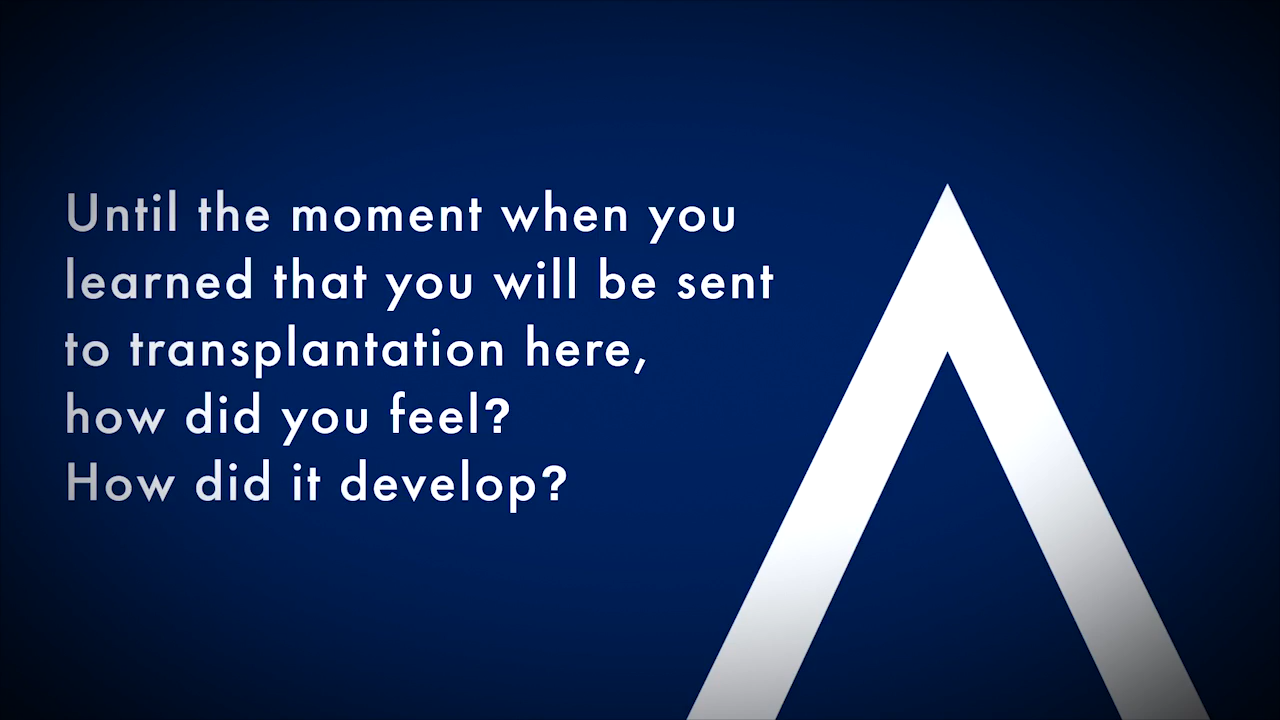 Until the moment when you
learned that you will be sent
to transplantation here,
how did you feel?
How did it develop?